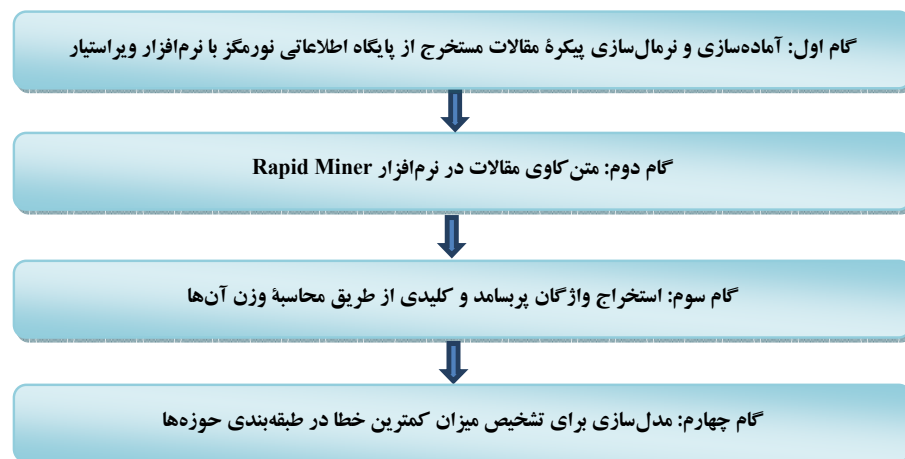 گام اول: آماده‌سازی و نرمال‌سازی پیکرۀ مقالات مستخرج از پایگاه اطلاعاتی نورمگز با نرم‌افزار ویراستیار
گام دوم: متن کاوی مقالات در نرم‌افزار Rapid Miner
گام سوم: استخراج واژگان پربسامد و کلیدی از طریق محاسبۀ وزن آن‌ها
گام چهارم: مدل‌سازی برای تشخیص میزان کمترین خطا در طبقه‌بندی حوزه‌ها